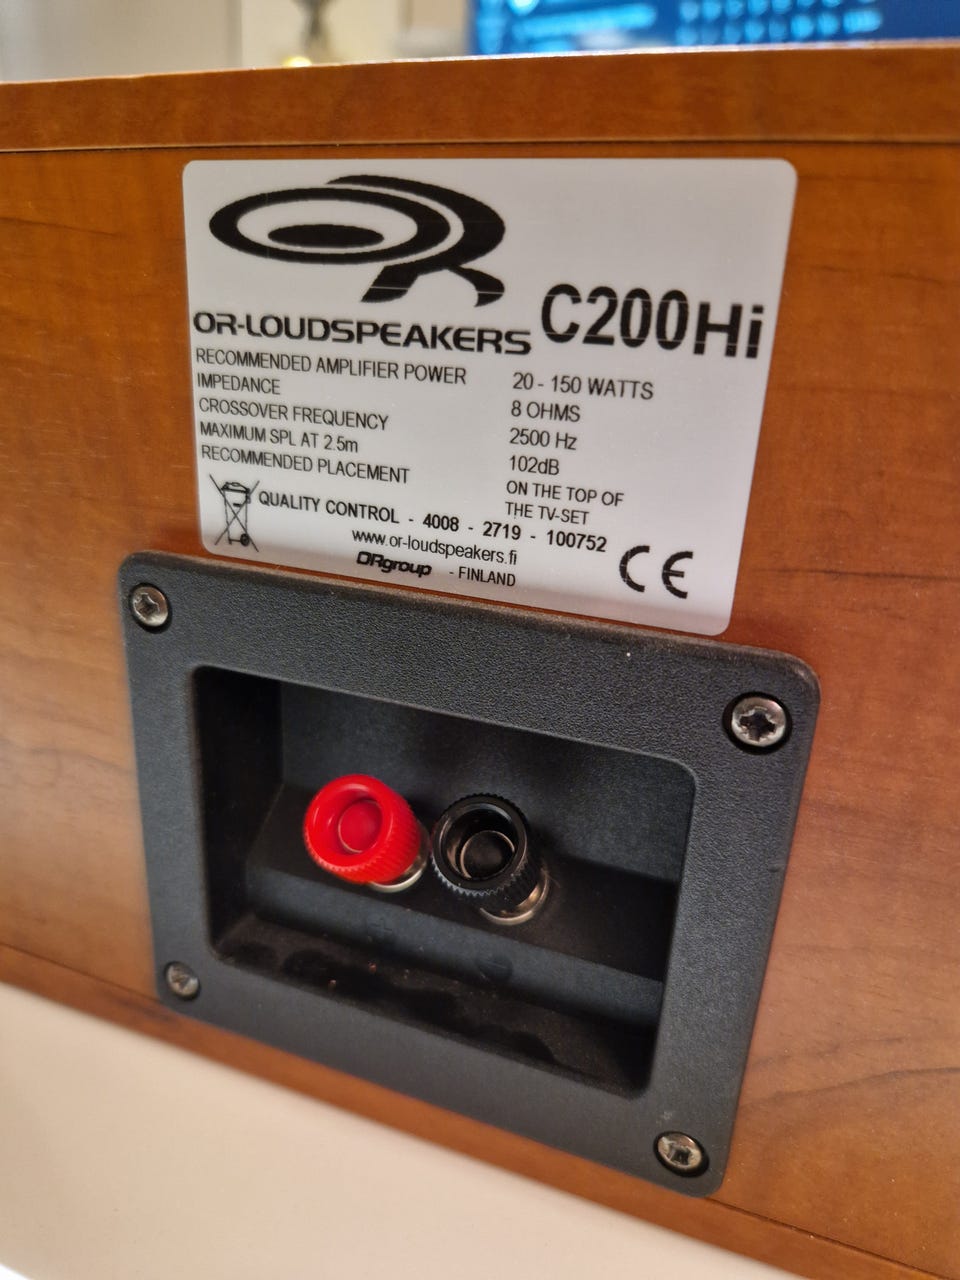 OR
OR-LOUDSPEAKERS C200Hi
RECOMMENDED AMPLIFIER POWER 20 - 150 WATTS
IMPEDANCE 8 OHMS
CROSSOVER FREQUENCY 2500 Hz
MAXIMUM SPL AT 2.5m 102dB
RECOMMENDED PLACEMENT ON THE TOP OF
THE TV-SET
QUALITY CONTROL - 4008 - 2719 - 100752
www.or-loudspeakers.fi
ORgroup - FINLAND
CE